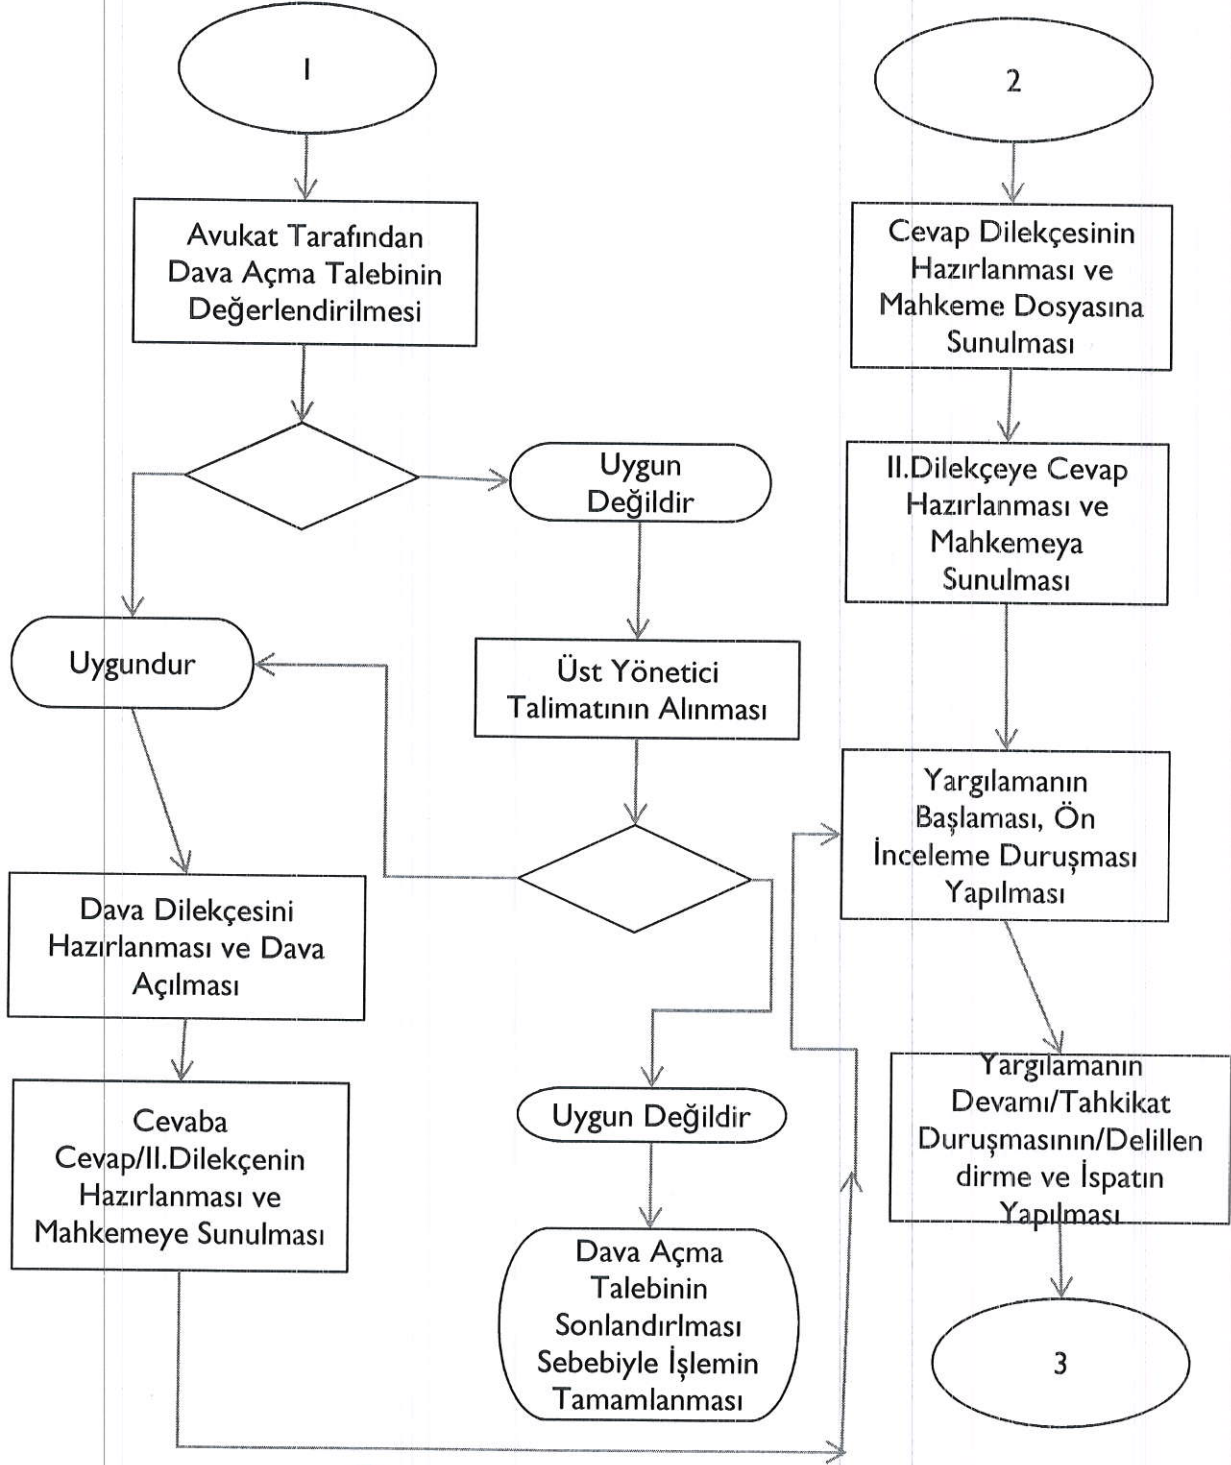 1
Avukat Tarafından
Dava Açma Talebinin
Değerlendirilmesi
Uygun
Değildir
Uygundur
Üst Yönetici
Talimatının Alınması
Dava Dilekçesini
Hazırlanması ve Dava
Açılması
Cevaba
Cevap/II.Dilekçenin
Hazırlanması ve
Mahkemeye Sunulması
Uygun Değildir
Dava Açma
Talebinin
Sonlandırlması
Sebebiyle İşlemin
Tamamlanması
2
Cevap Dilekçesinin
Hazırlanması ve
Mahkeme Dosyasına
Sunulması
II.Dilekçeye Cevap
Hazırlanması ve
Mahkemeya
Sunulması
Yargılamanın
Başlaması, Ön
İnceleme Duruşması
Yapılması
Yargılamanın
Devamı/Tahkikat
Duruşmasının/Delillen
dirme ve İspatın
Yapılması
3